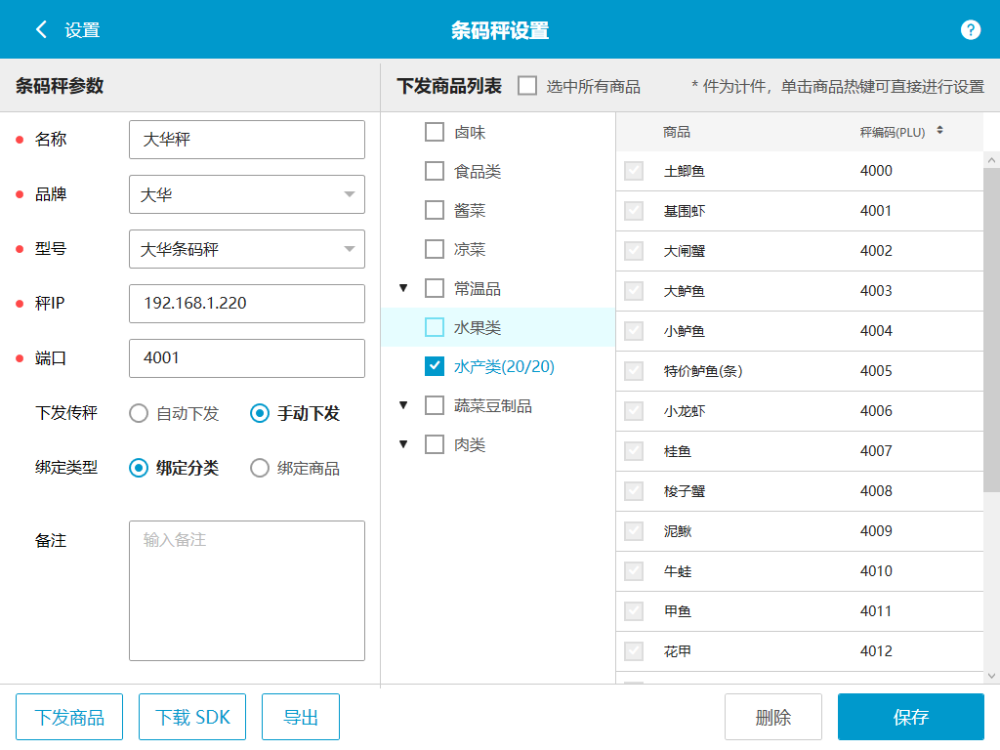 设置
条码秤设置
?
条码秤参数
名称
大华秤
品牌
大华
型号
大华条码秤
秤IP
192.168.1.220
端口
4001
下发传秤
自动下发
手动下发
绑定类型
绑定分类
绑定商品
备注
输入备注
下发商品列表
选中所有商品
* 件为计件，单击商品热键可直接进行设置
卤味
食品类
酱菜
凉菜
常温品
水果类
水产类(20/20)
蔬菜豆制品
肉类
商品 秤编码(PLU)
土鲫鱼 4000
基围虾 4001
大闸蟹 4002
大鲈鱼 4003
小鲈鱼 4004
特价鲈鱼(条) 4005
小龙虾 4006
桂鱼 4007
梭子蟹 4008
泥鳅 4009
牛蛙 4010
甲鱼 4011
花甲 4012
下发商品
下载 SDK
导出
删除
保存